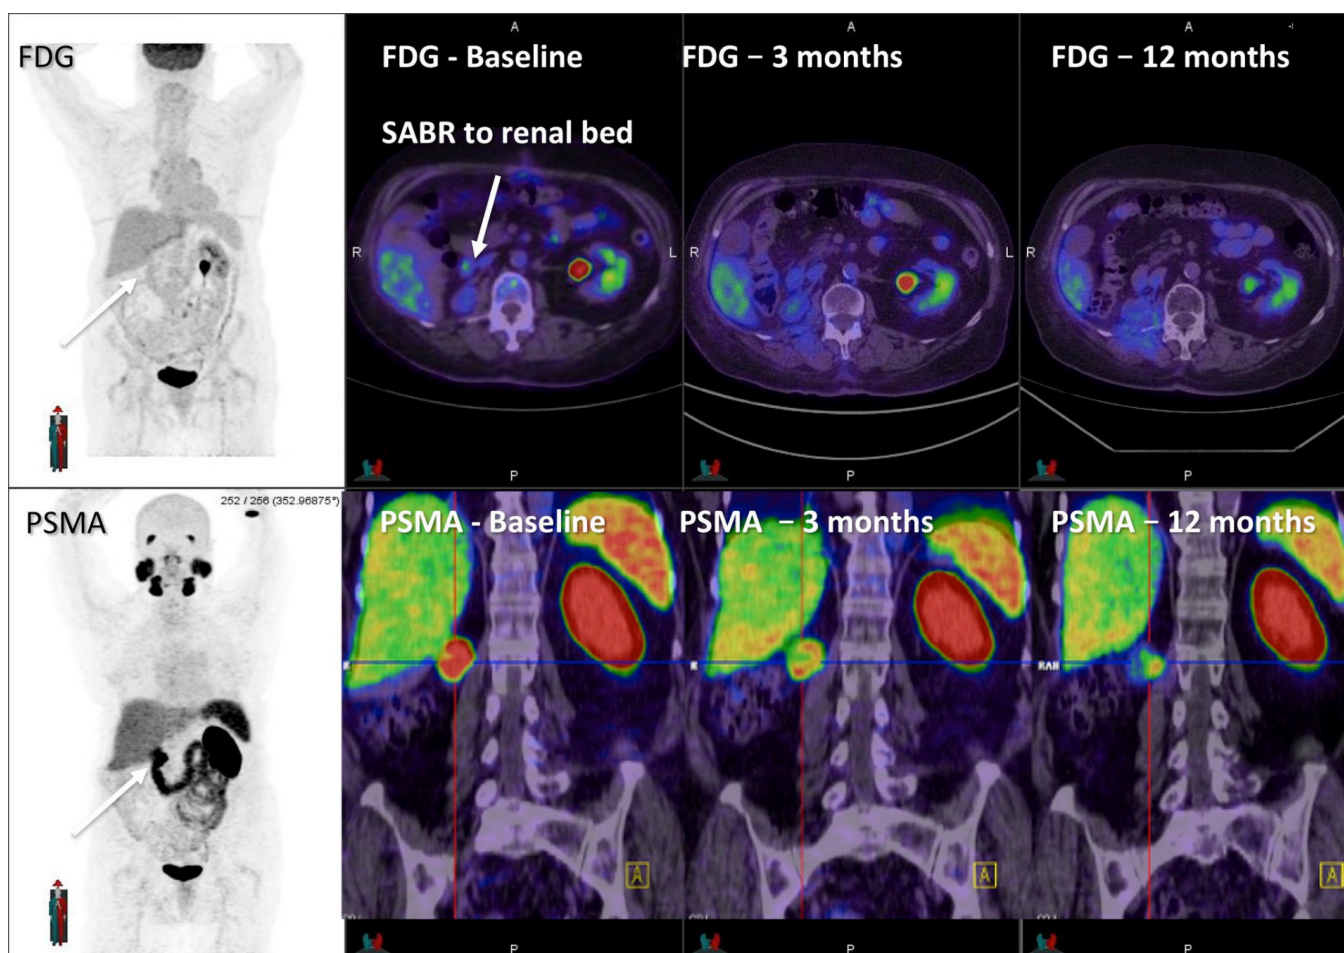 FDG
FDG - Baseline
FDG – 3 months
FDG – 12 months
SABR to renal bed
A
A
A
R
L
R
L
R
L
A
P
P
P
PSMA
252 / 256 (352.96875°)
PSMA - Baseline
PSMA – 3 months
PSMA – 12 months
R
R
RAH
A
A
A
A
P
P